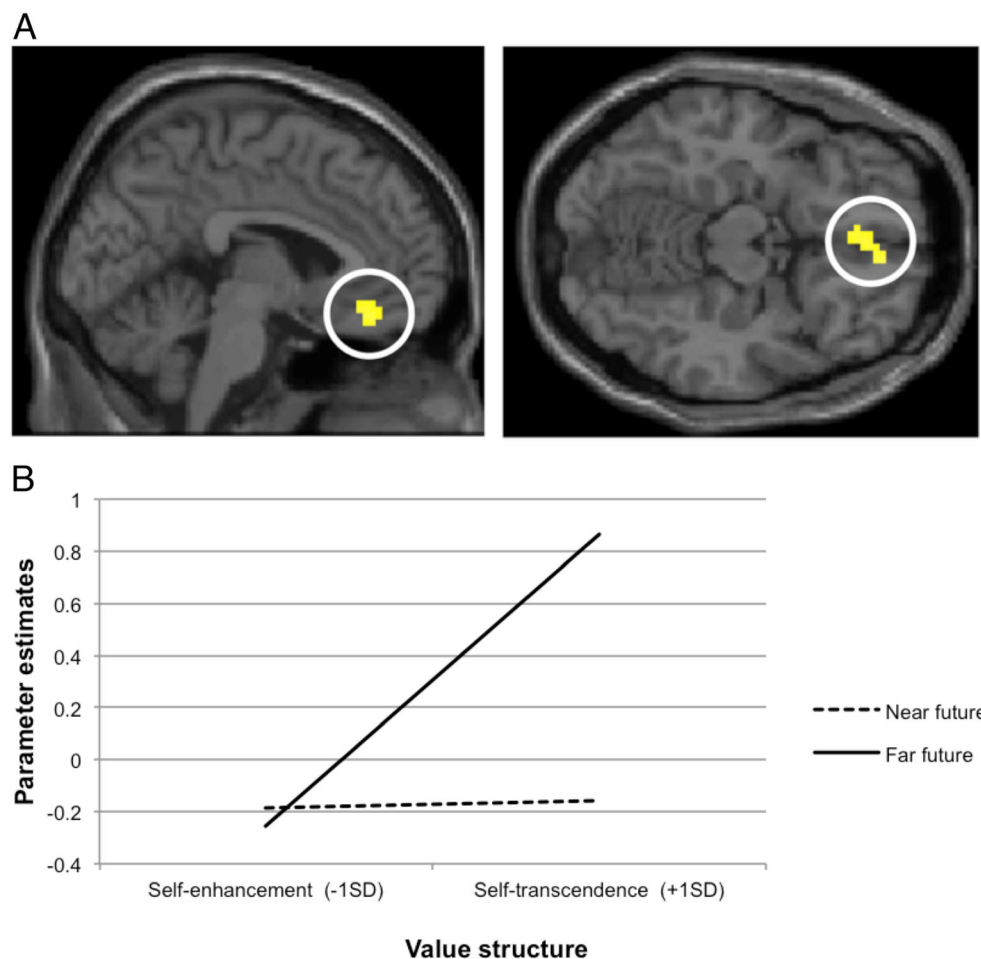 A
B
1
0.8
0.6
0.4
0.2
0
-0.2
-0.4
Parameter estimates
Self-enhancement (-1SD)
Self-transcendence (+1SD)
Value structure
Near future
Far future